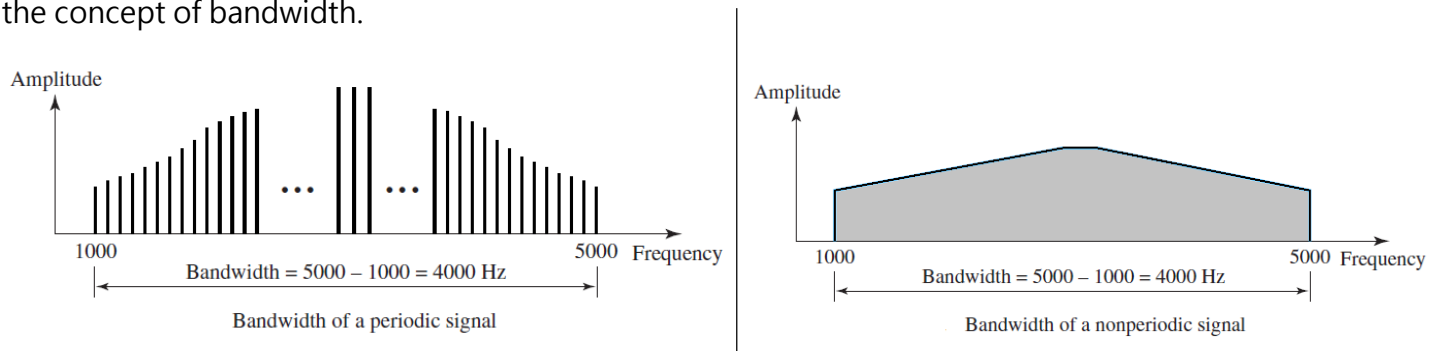 the concept of bandwidth.
Amplitude
... ...
1000 5000 Frequency
Bandwidth = 5000 – 1000 = 4000 Hz
Bandwidth of a periodic signal
Amplitude
1000 5000 Frequency
Bandwidth = 5000 – 1000 = 4000 Hz
Bandwidth of a nonperiodic signal